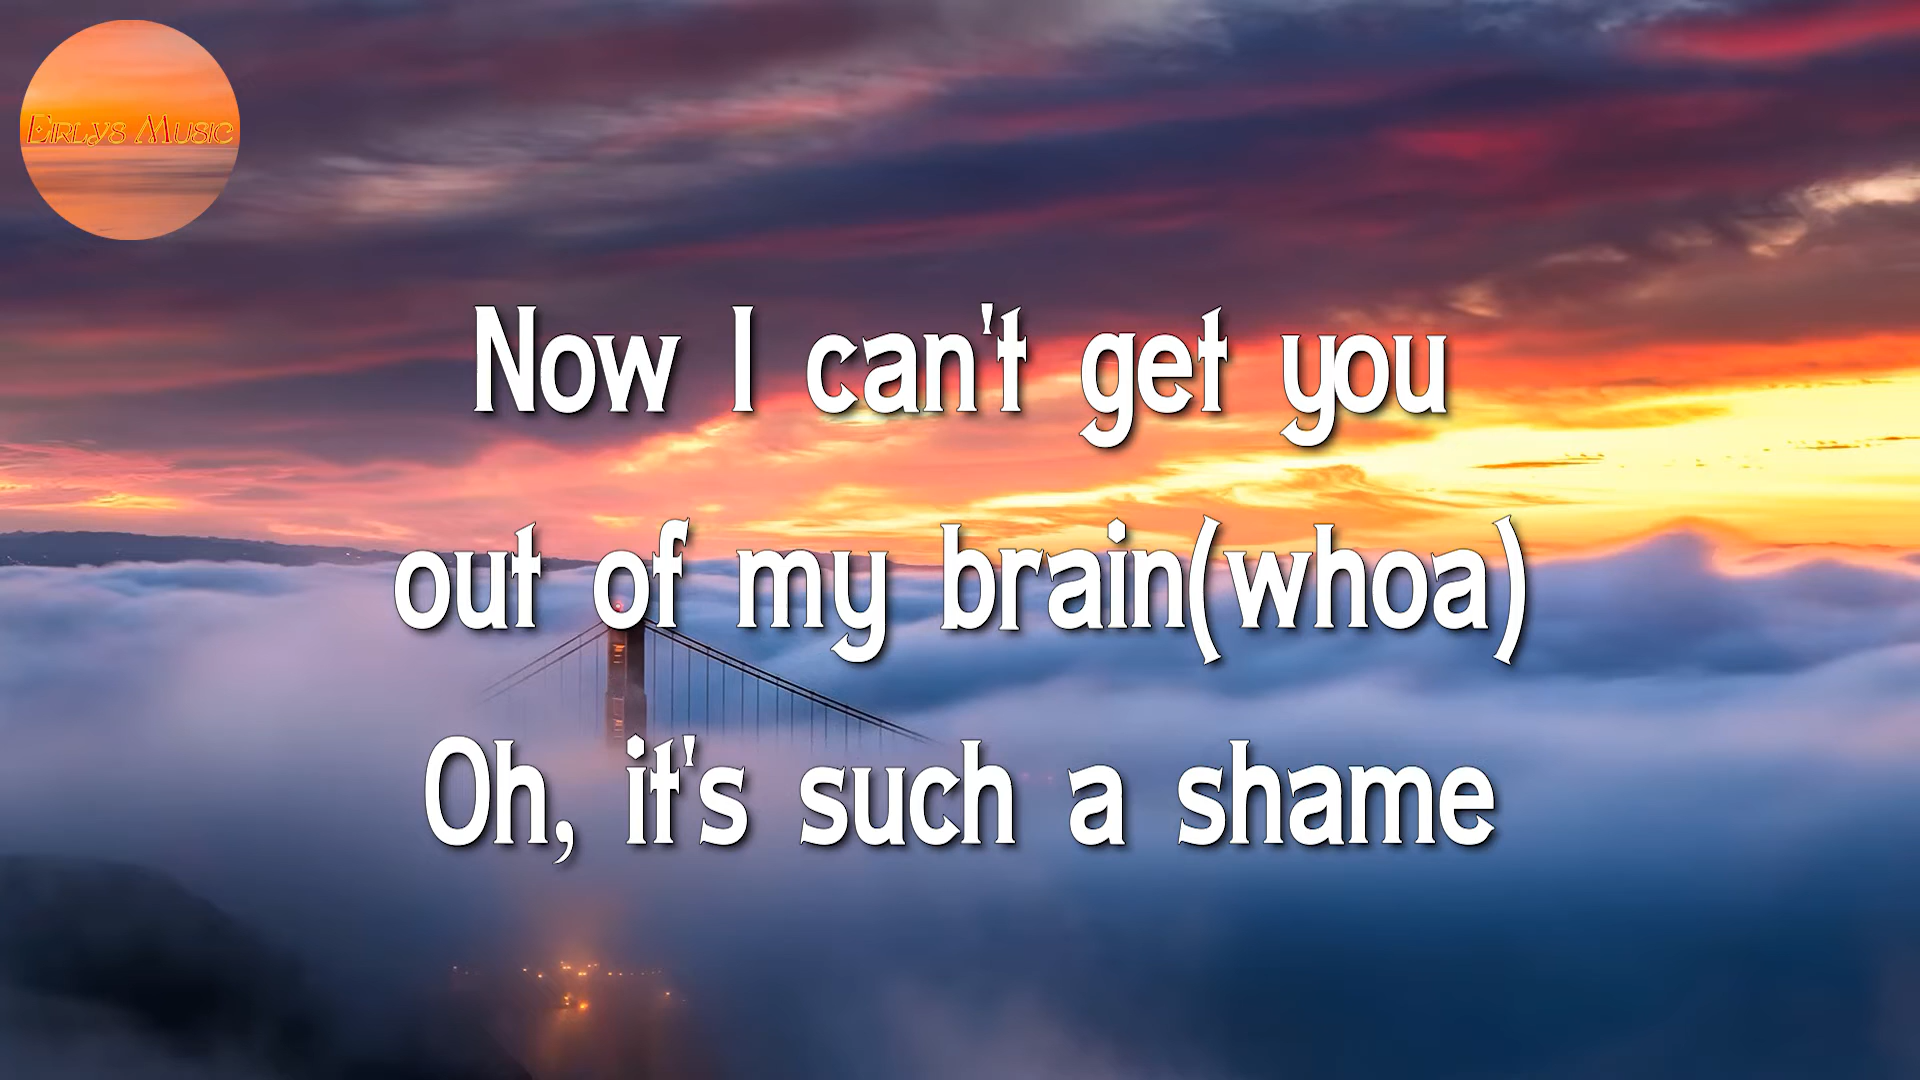 Eirlys Music
Now I can't get you
out of my brain(whoa)
Oh, it's such a shame